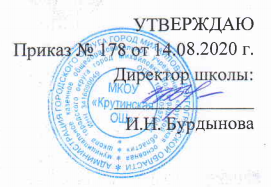 УТВЕРЖДАЮ
Приказ № 178 от 14.08.2020 г.
Директор школы:
МКОУ
«Крутинская
ОШ»
И.Н. Бурдынова